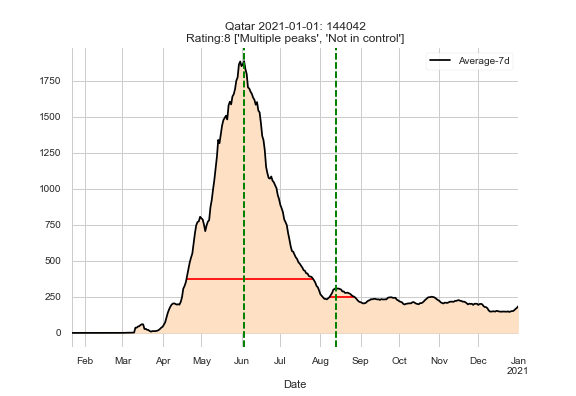 Qatar 2021-01-01: 144042
Rating:8 ['Multiple peaks', 'Not in control']
Average-7d
1750
1500
1250
1000
750
500
250
0
Feb Mar Apr May Jun Jul Aug Sep Oct Nov Dec Jan
2021
Date